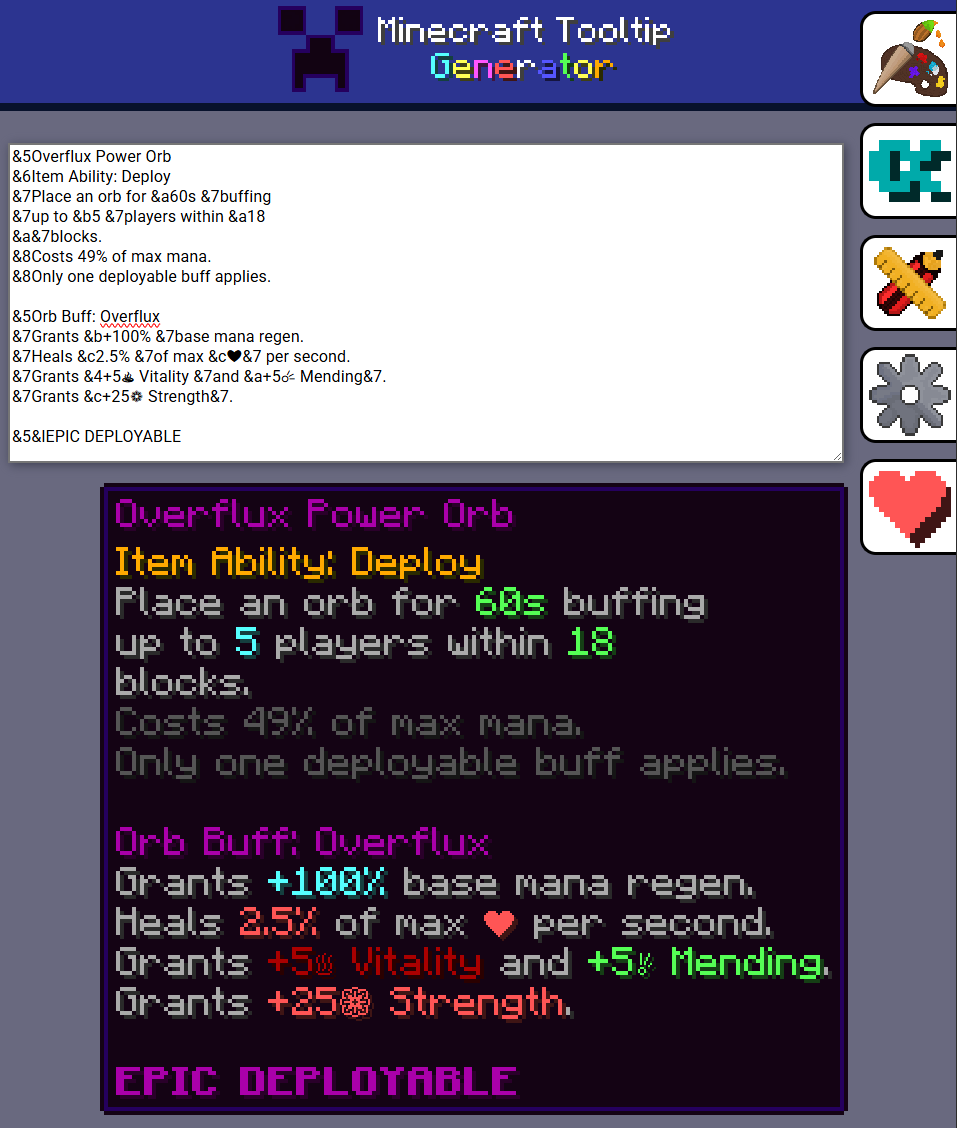 Minecraft Tooltip
Generator
&5Overflux Power Orb
&6Item Ability: Deploy
&7Place an orb for &a60s &7buffing
&7up to &b5 &7players within &a18
&a&7blocks.
&8Costs 49% of max mana.
&8Only one deployable buff applies.
&5Orb Buff: Overflux
&7Grants &b+100% &7base mana regen.
&7Heals &c2.5% &7of max &c❤&7 per second.
&7Grants &4+5♨ Vitality &7and &a+5☄ Mending&7.
&7Grants &c+25❁ Strength&7.
&5&lEPIC DEPLOYABLE
Overflux Power Orb
Item Ability: Deploy
Place an orb for 60s buffing
up to 5 players within 18
blocks.
Costs 49% of max mana.
Only one deployable buff applies.
Orb Buff: Overflux
Grants +100% base mana regen.
Heals 2.5% of max ❤ per second.
Grants +5♨ Vitality and +5☄ Mending.
Grants +25❁ Strength.
EPIC DEPLOYABLE